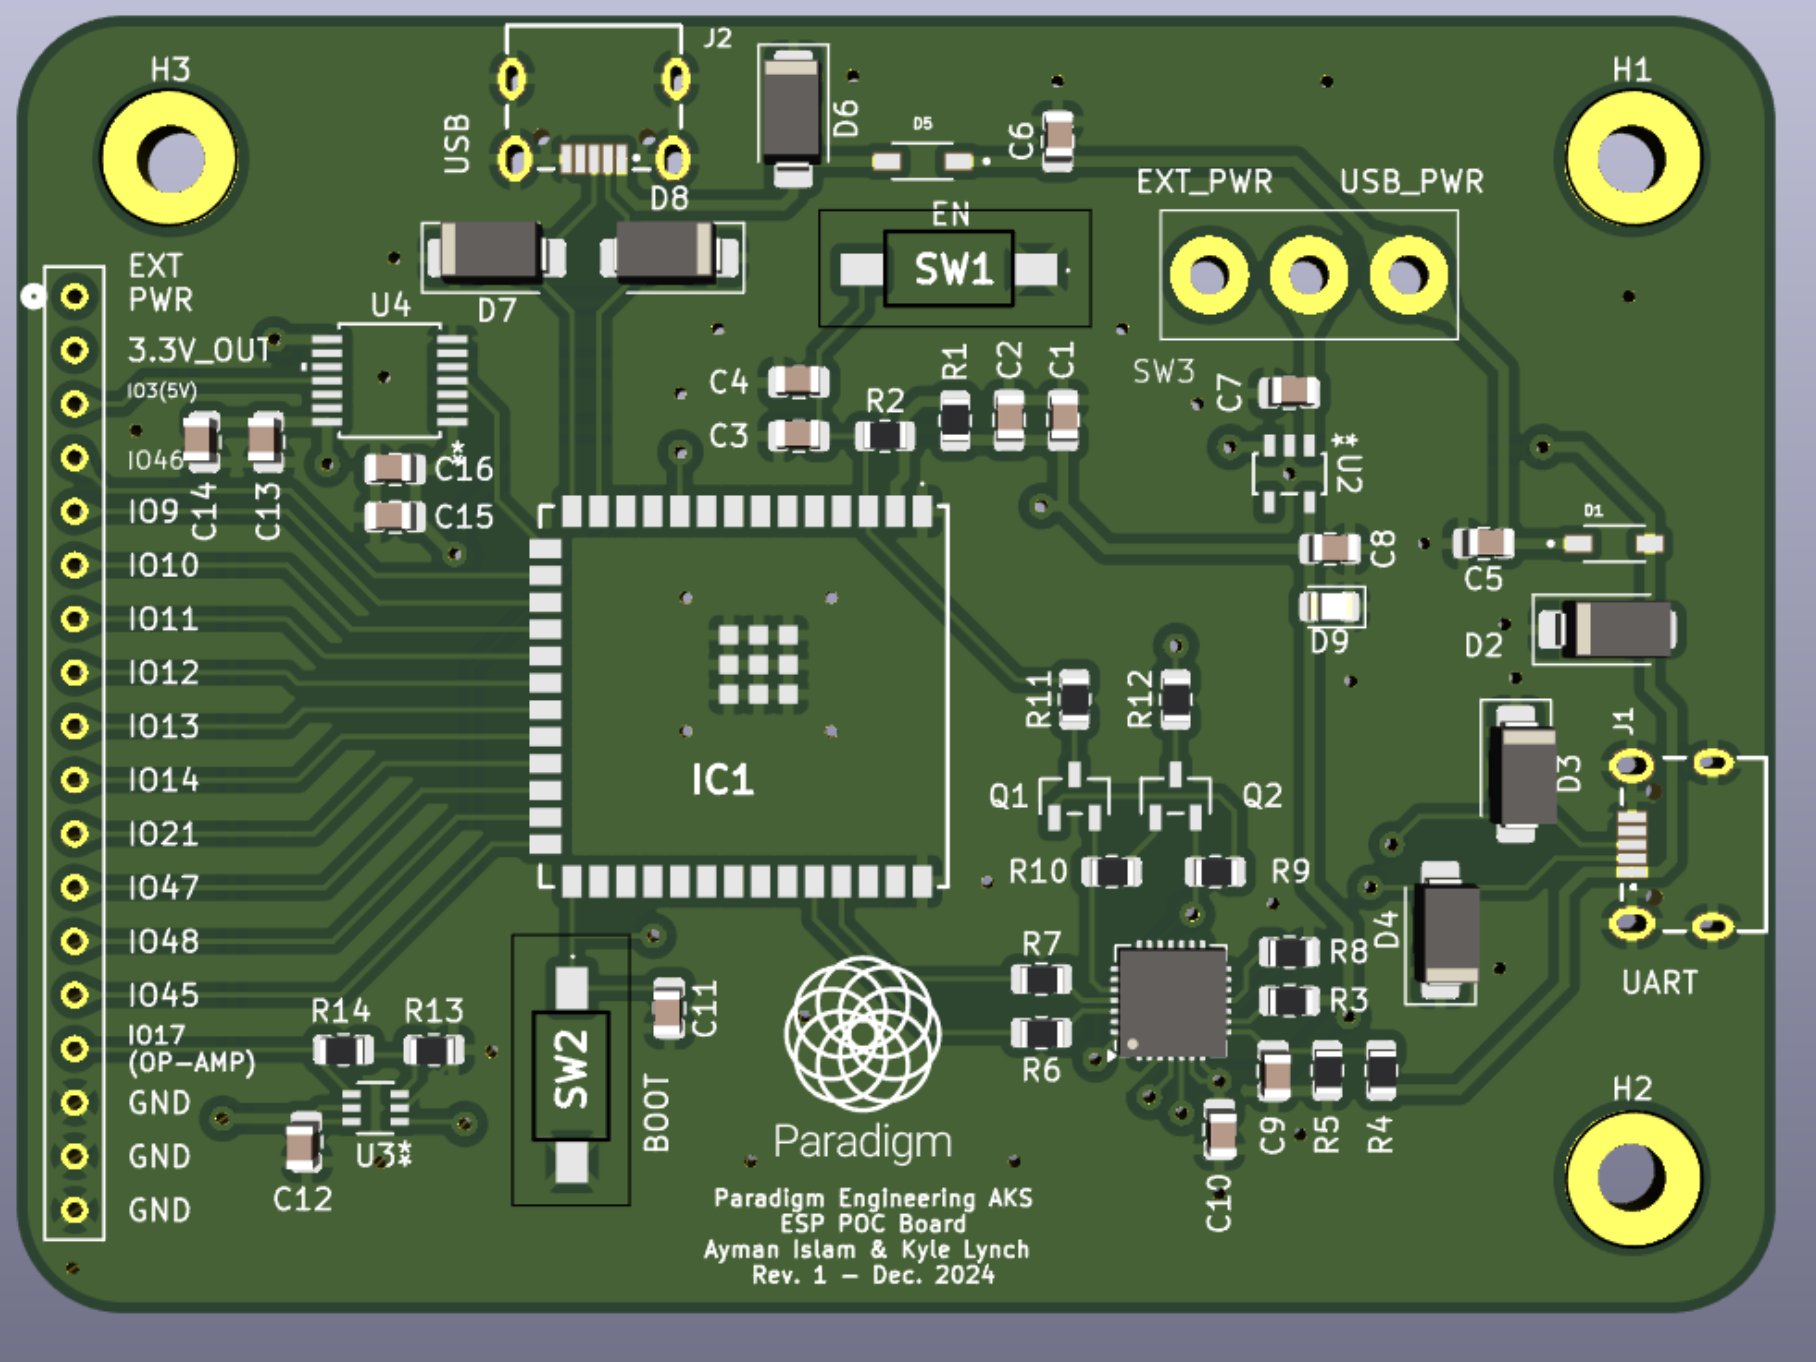 H3
J2
H1
USB
D6
D5
C6
EXT_PWR
USB_PWR
D8
EN
SW1
EXT
PWR
U4
D7
3.3V_OUT
SW3
IO3(5V)
C4
R2
R1
C2
C1
C7
C3
IO46
**
C16
**
U2
IO9
C14
C13
C15
D1
C8
C5
IO10
IO11
D9
D2
IO12
R11
R12
J1
IO13
IC1
D3
IO14
Q1
Q2
IO21
R10
R9
IO47
IO48
R7
R8
D4
IO45
UART
R14
R13
C11
R3
IO17
(OP-AMP)
SW2
R6
GND
BOOT
H2
GND
U3**
Paradigm
C9
R5
R4
C12
C10
GND
Paradigm Engineering AKS
ESP POC Board
Ayman Islam & Kyle Lynch
Rev. 1 – Dec. 2024